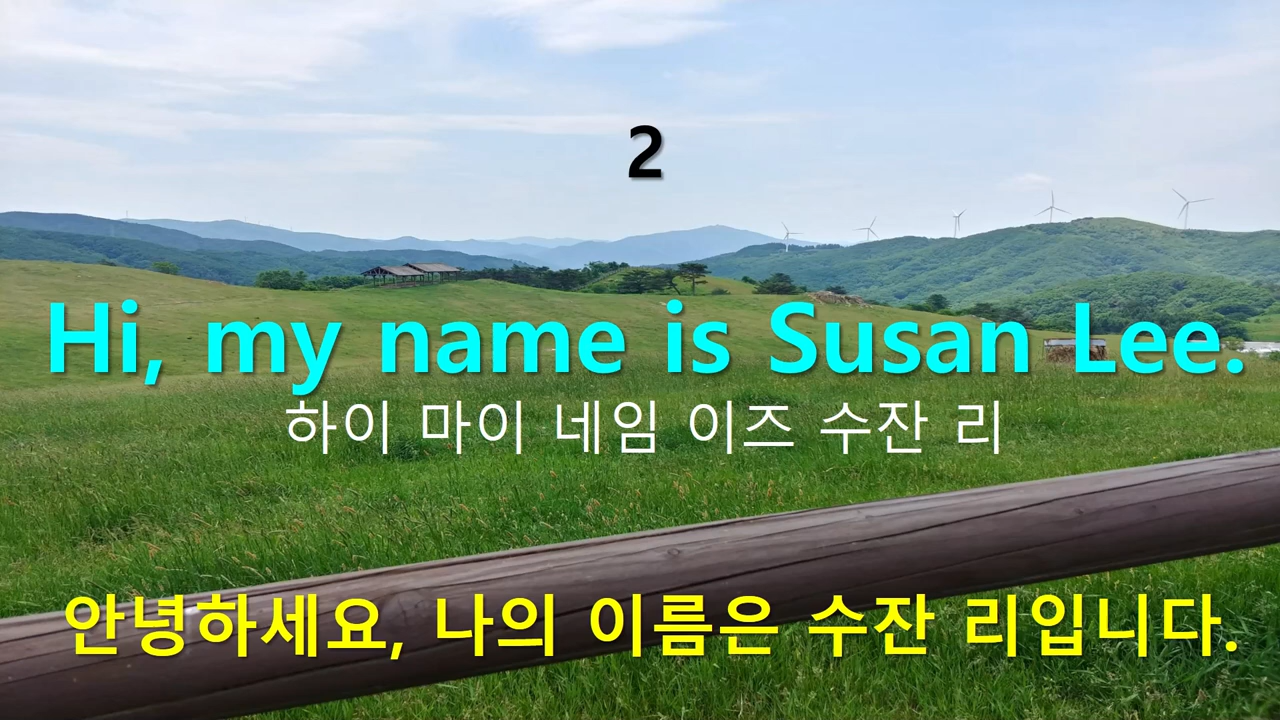 2
Hi, my name is Susan Lee.
하이 마이 네임 이즈 수잔 리
안녕하세요, 나의 이름은 수잔 리입니다.